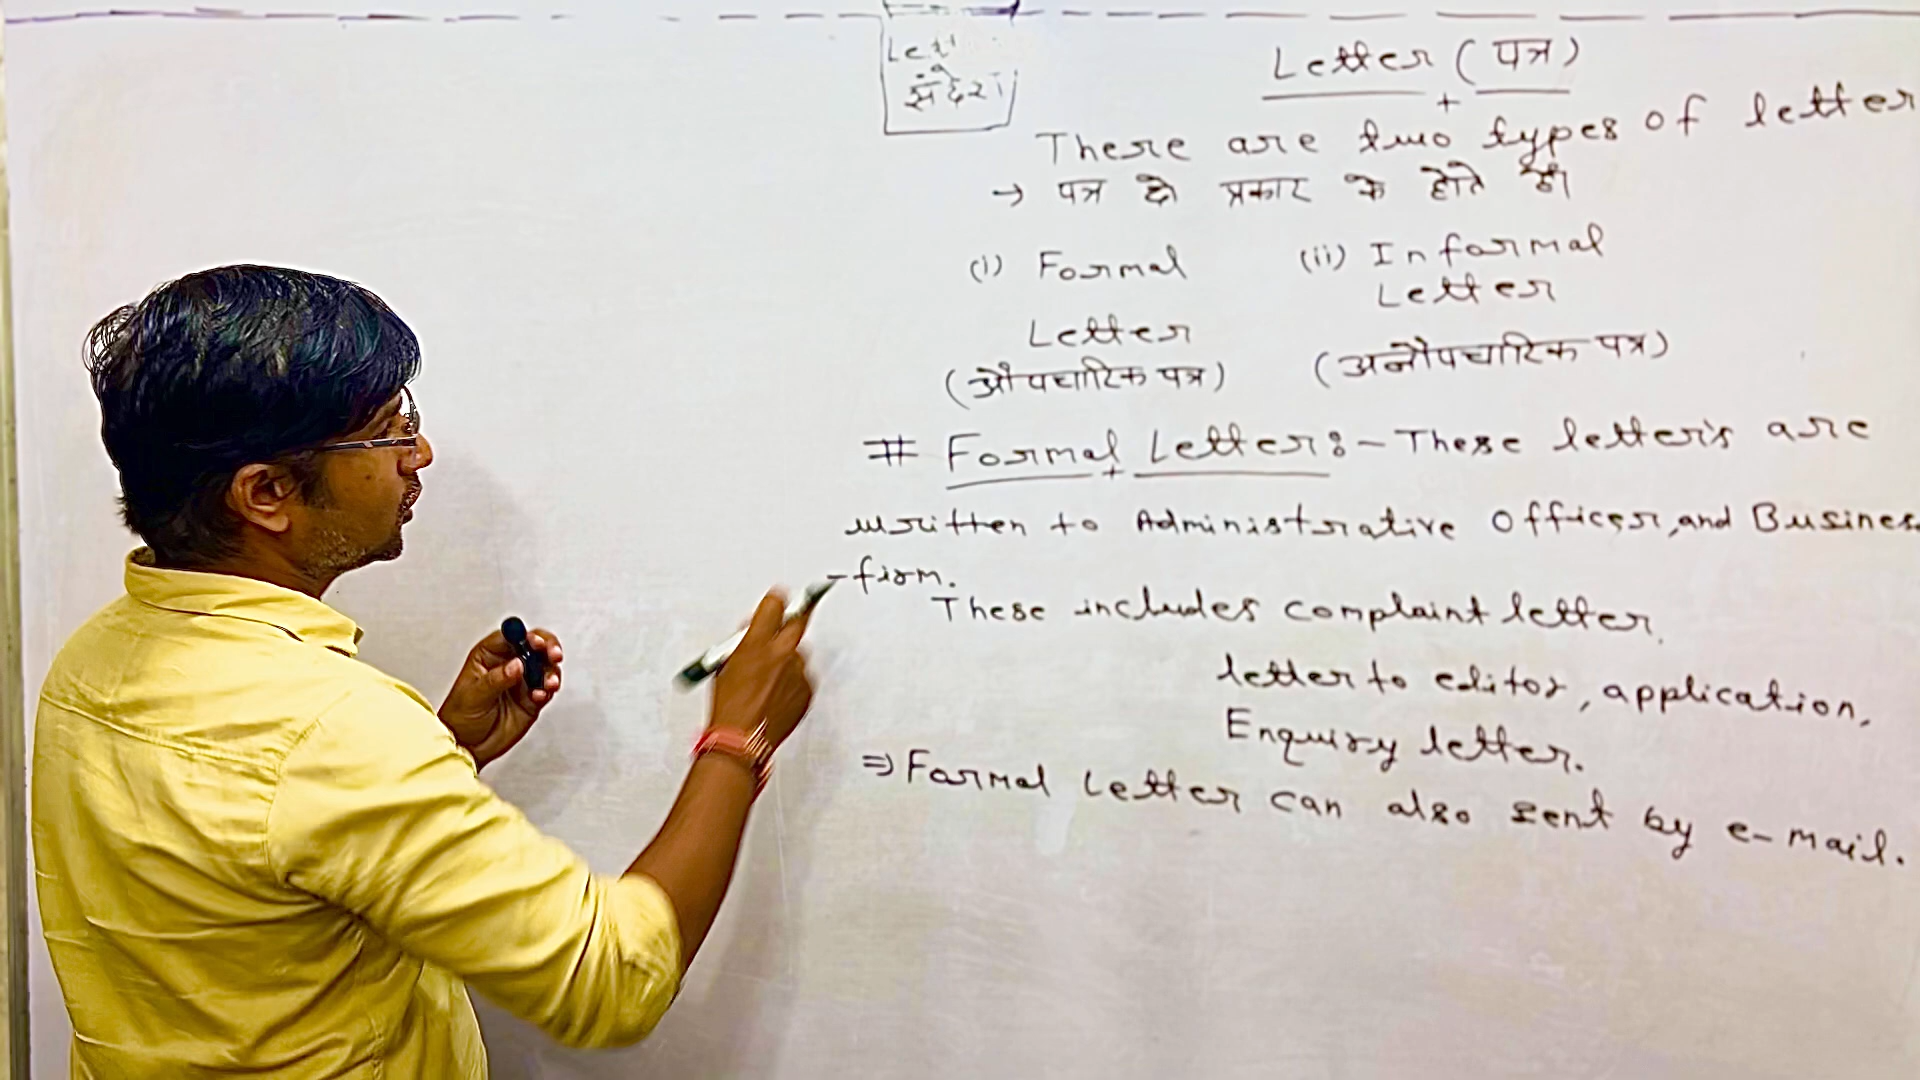 संदेश
Letter (पत्र)
There are two types of letter
→ पत्र दो प्रकार के होते हैं।
(i) Formal
Letter
(औपचारिक पत्र)
(ii) Informal
Letter
(अनौपचारिक पत्र)
# Formal Letter :- These letter's are
written to Administrative Officer, and Business
- firm.
These includes complaint letter,
letter to editor, application,
Enquiry letter.
⇒ Formal Letter can also sent by e-mail.